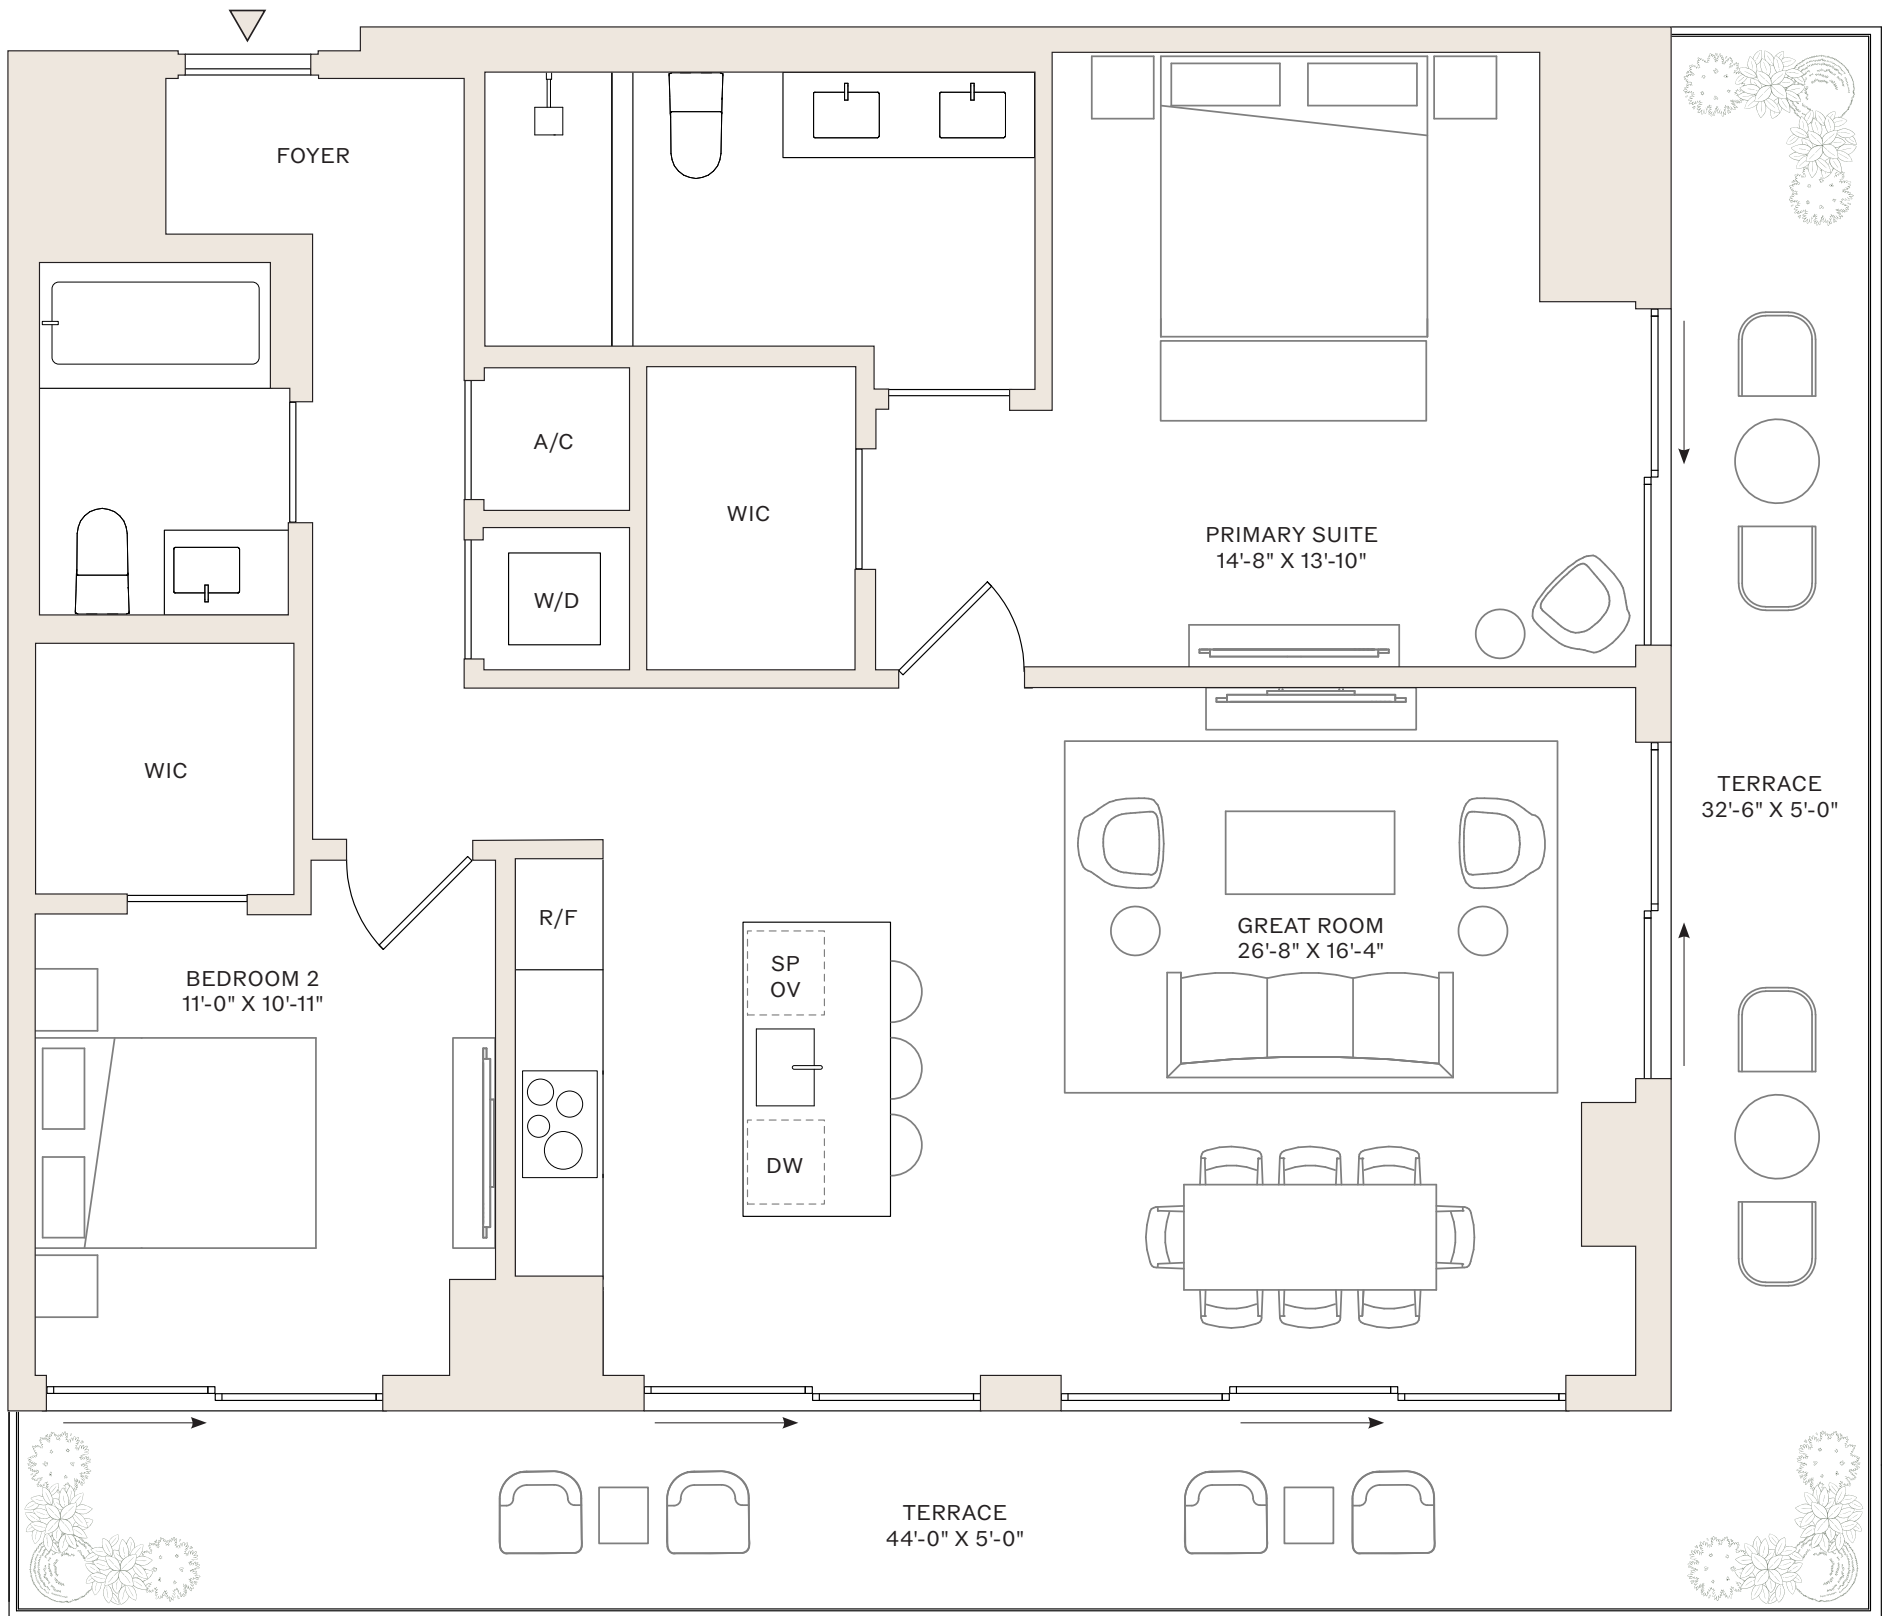 FOYER
A/C
WIC
PRIMARY SUITE
14'-8" X 13'-10"
W/D
WIC
TERRACE
32'-6" X 5'-0"
R/F
GREAT ROOM
26'-8" X 16'-4"
SP
OV
BEDROOM 2
11'-0" X 10'-11"
DW
TERRACE
44'-0" X 5'-0"